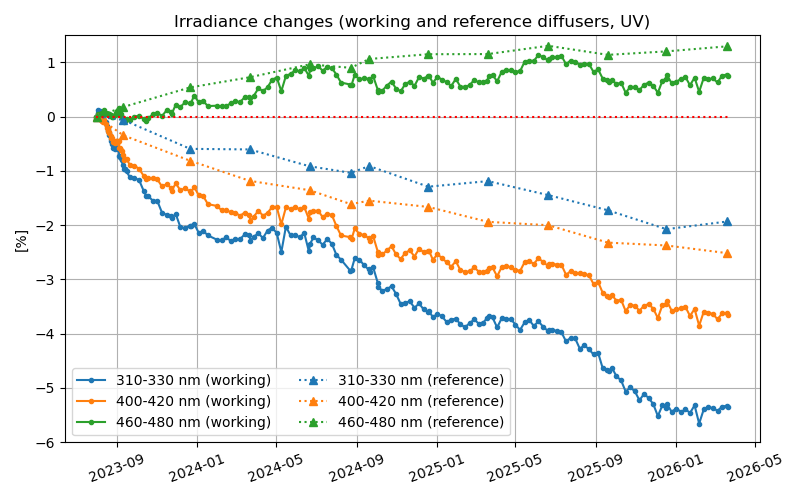 Irradiance changes (working and reference diffusers, UV)
[%]
1
0
−1
−2
−3
−4
−5
−6
310-330 nm (working)
400-420 nm (working)
460-480 nm (working)
310-330 nm (reference)
400-420 nm (reference)
460-480 nm (reference)
2023-09
2024-01
2024-05
2024-09
2025-01
2025-05
2025-09
2026-01
2026-05